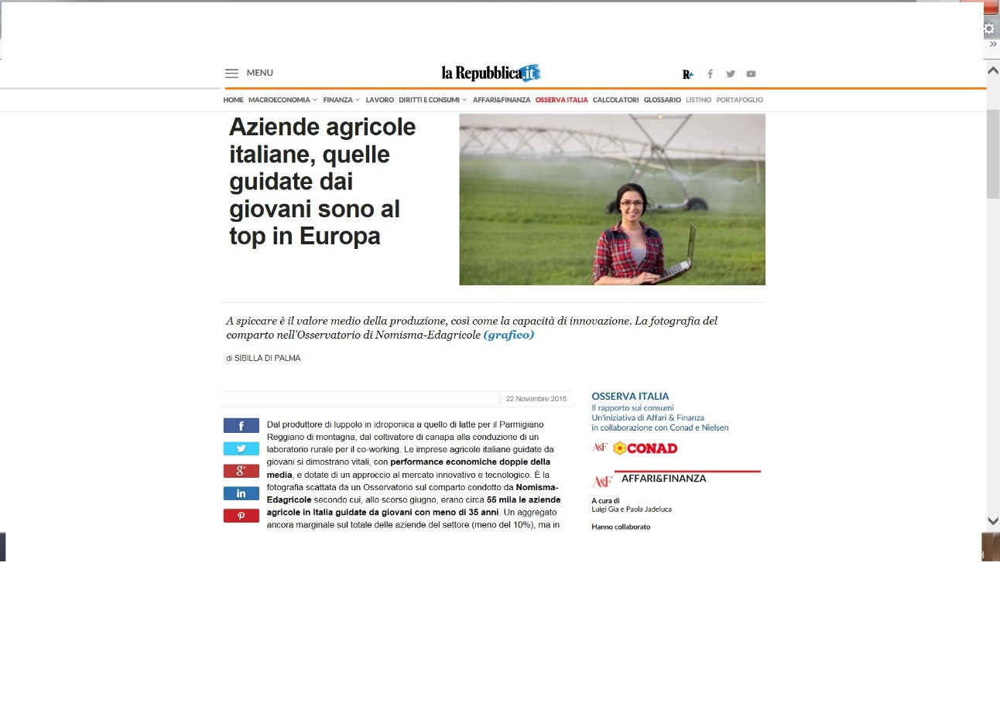 MENU
la Repubblica.it
R+
HOME MACROECONOMIA FINANZA LAVORO DIRITTI E CONSUMI AFFARI&FINANZA OSSERVA ITALIA CALCOLATORI GLOSSARIO LISTINO PORTAFOGLIO
Aziende agricole
italiane, quelle
guidate dai
giovani sono al
top in Europa
A spiccare è il valore medio della produzione, così come la capacità di innovazione. La fotografia del
comparto nell'Osservatorio di Nomisma-Edagricole (grafico)
di SIBILLA DI PALMA
22 Novembre 2018
Dal produttore di luppolo in idroponica a quello di latte per il Parmigiano
Reggiano di montagna, dal coltivatore di canapa alla conduzione di un
laboratorio rurale per il co-working. Le imprese agricole italiane guidate da
giovani si dimostrano vitali, con performance economiche doppie della
media, e dotate di un approccio al mercato innovativo e tecnologico. È la
fotografia scattata da un Osservatorio sul comparto condotto da Nomisma-
Edagricole secondo cui, allo scorso giugno, erano circa 55 mila le aziende
agricole in Italia guidate da giovani con meno di 35 anni. Un aggregato
ancora marginale sul totale delle aziende del settore (meno del 10%), ma in
OSSERVA ITALIA
Il rapporto sui consumi
Un'iniziativa di Affari & Finanza
in collaborazione con Conad e Nielsen
A&F CONAD
A&F AFFARI&FINANZA
A cura di
Luigi Gia e Paola Jadeluca
Hanno collaborato